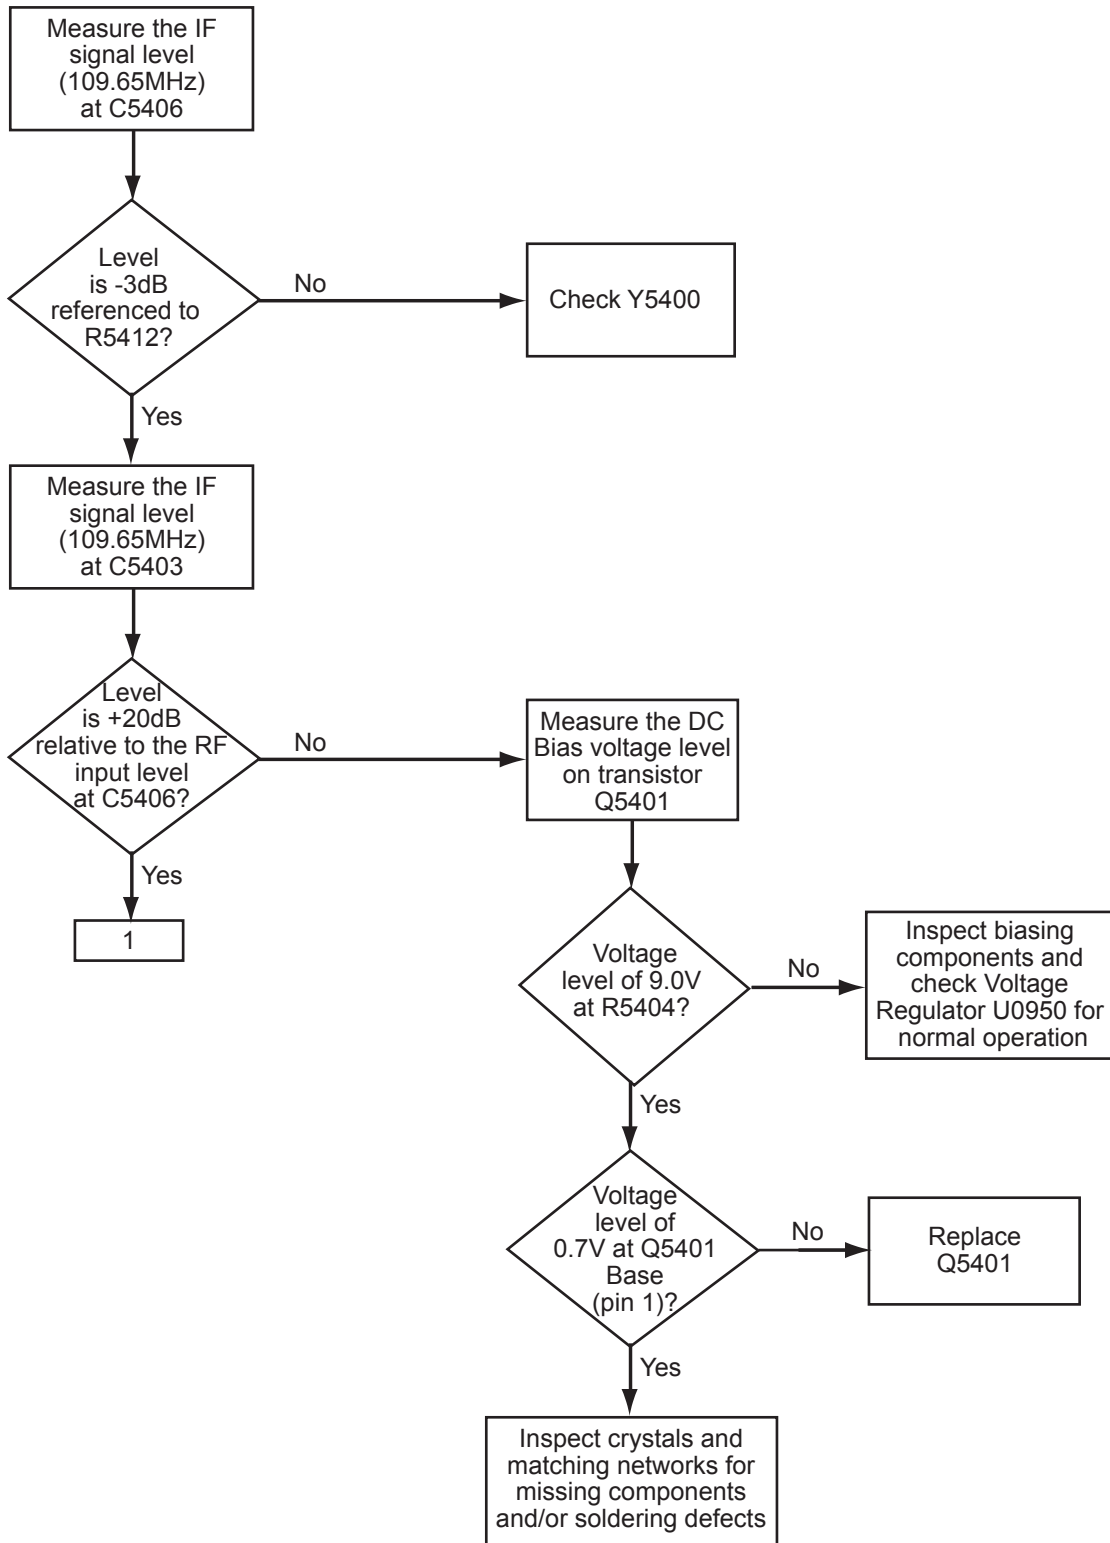 Measure the IF
signal level
(109.65MHz)
at C5406
Level
is -3dB
referenced to
R5412?
No
Check Y5400
Yes
Measure the IF
signal level
(109.65MHz)
at C5403
Level
is +20dB
relative to the RF
input level
at C5406?
No
Measure the DC
Bias voltage level
on transistor
Q5401
Yes
1
Voltage
level of 9.0V
at R5404?
No
Inspect biasing
components and
check Voltage
Regulator U0950 for
normal operation
Yes
Voltage
level of
0.7V at Q5401
Base
(pin 1)?
No
Replace
Q5401
Yes
Inspect crystals and
matching networks for
missing components
and/or soldering defects